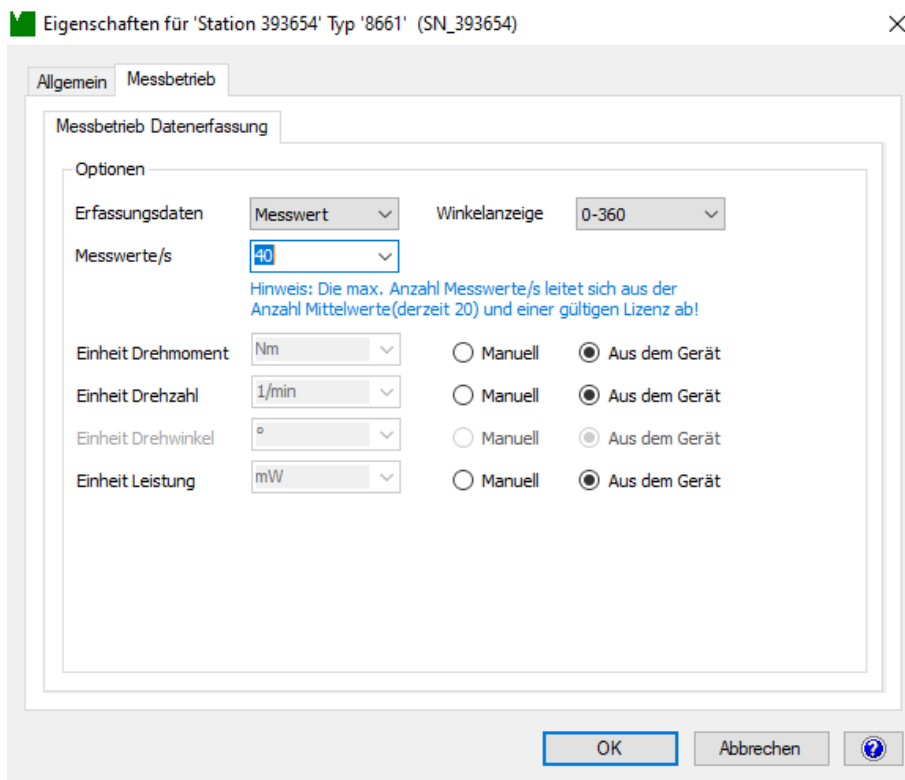 Eigenschaften für 'Station 393654' Typ '8661' (SN_393654)
Allgemein Messbetrieb
Messbetrieb Datenerfassung
Optionen
Erfassungsdaten Messwert Winkelanzeige 0-360
Messwerte/s 40
Hinweis: Die max. Anzahl Messwerte/s leitet sich aus der
Anzahl Mittelwerte(derzeit 20) und einer gültigen Lizenz ab!
Einheit Drehmoment Nm Manuell Aus dem Gerät
Einheit Drehzahl 1/min Manuell Aus dem Gerät
Einheit Drehwinkel ° Manuell Aus dem Gerät
Einheit Leistung mW Manuell Aus dem Gerät
OK Abbrechen ?